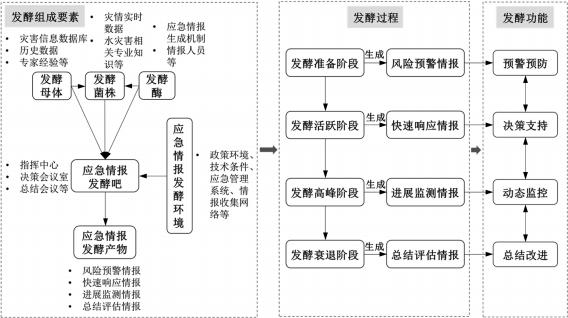 发酵组成要素
• 灾害信息数据库
• 历史数据
• 专家经验等
• 灾情实时
数据
• 水灾害相
关专业知
识等
• 应急情报
生成机制
• 情报人员
等
发酵
母体
发酵
菌株
发酵
酶
• 指挥中心
• 决策会议室
• 总结会议等
应急情报
发酵吧
应急情报发酵环境
• 政策环境、
技术条件、
应急管理
系统、情
报收集网
络等
应急情报
发酵产物
• 风险预警情报
• 快速响应情报
• 进展监测情报
• 总结评估情报
发酵过程
发酵准备阶段
生成
风险预警情报
发酵活跃阶段
生成
快速响应情报
发酵高峰阶段
生成
进展监测情报
发酵衰退阶段
生成
总结评估情报
发酵功能
预警预防
决策支持
动态监控
总结改进